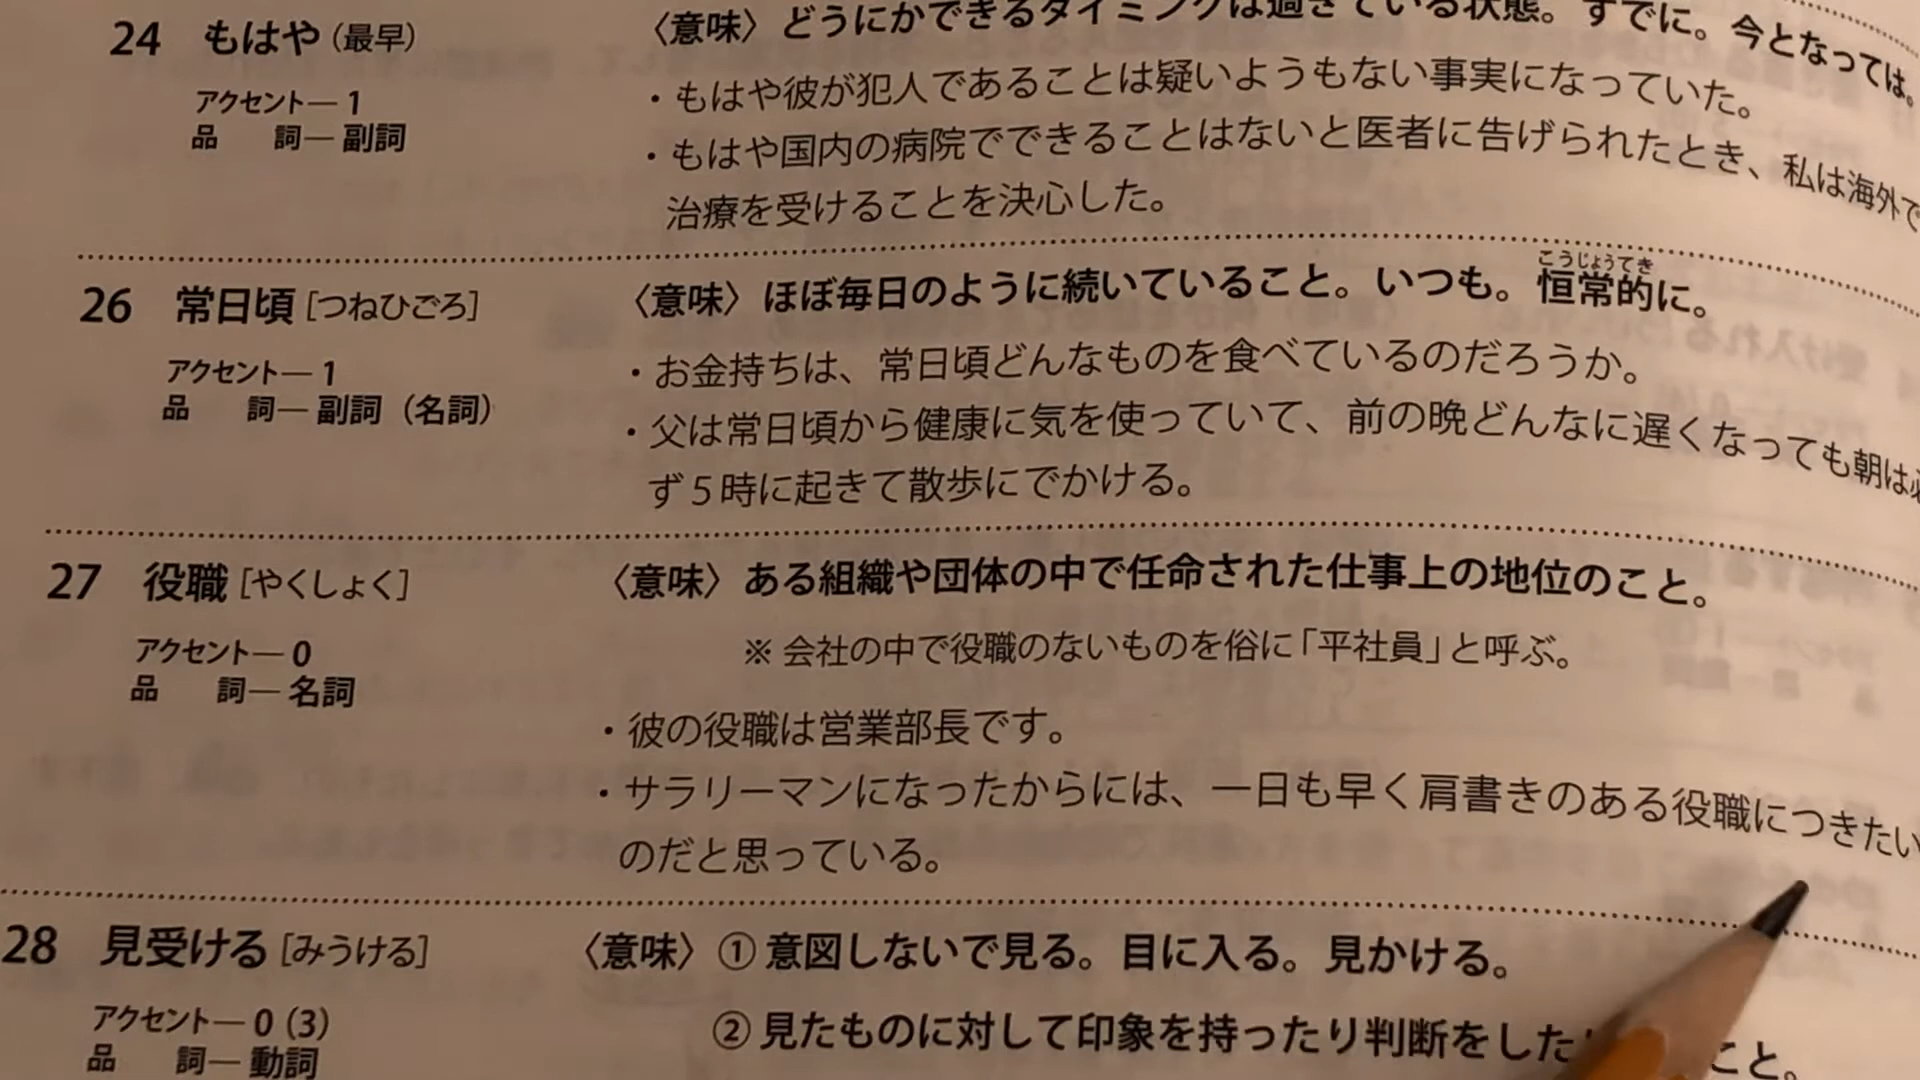 24 もはや（最早）
アクセント―1
品　詞―副詞
〈意味〉どうにかできるタイミングは過ぎている状態。すでに。今となっては。
・もはや彼が犯人であることは疑いようもない事実になっていた。
・もはや国内の病院でできることはないと医者に告げられたとき、私は海外で
治療を受けることを決心した。
26 常日頃［つねひごろ］
アクセント―1
品　詞―副詞（名詞）
こうじょうてき
〈意味〉ほぼ毎日のように続いていること。いつも。恒常的に。
・お金持ちは、常日頃どんなものを食べているのだろうか。
・父は常日頃から健康に気を使っていて、前の晩どんなに遅くなっても朝は必
ず５時に起きて散歩にでかける。
27 役職［やくしょく］
アクセント―0
品　詞―名詞
〈意味〉ある組織や団体の中で任命された仕事上の地位のこと。
※ 会社の中で役職のないものを俗に「平社員」と呼ぶ。
・彼の役職は営業部長です。
・サラリーマンになったからには、一日も早く肩書きのある役職につきたい
のだと思っている。
28 見受ける［みうける］
アクセント―0 (3)
品　詞―動詞
〈意味〉① 意図しないで見る。目に入る。見かける。
② 見たものに対して印象を持ったり判断をした こと。